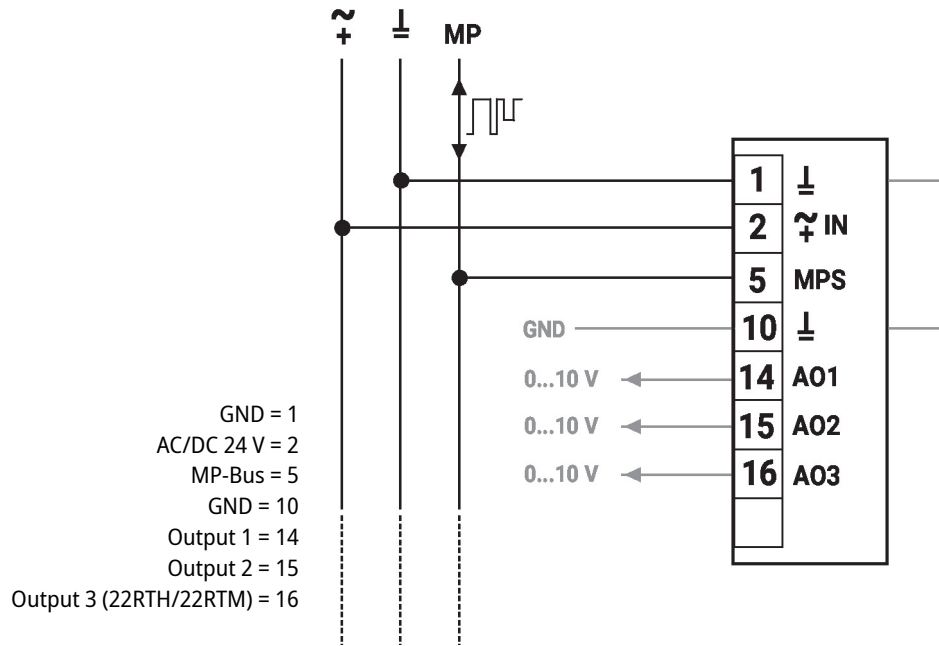 ~
+ ⊥ MP
1 ⊥
2 ~
+ IN
5 MPS
GND 10 ⊥
0...10 V 14 AO1
0...10 V 15 AO2
0...10 V 16 AO3
GND = 1
AC/DC 24 V = 2
MP-Bus = 5
GND = 10
Output 1 = 14
Output 2 = 15
Output 3 (22RTH/22RTM) = 16